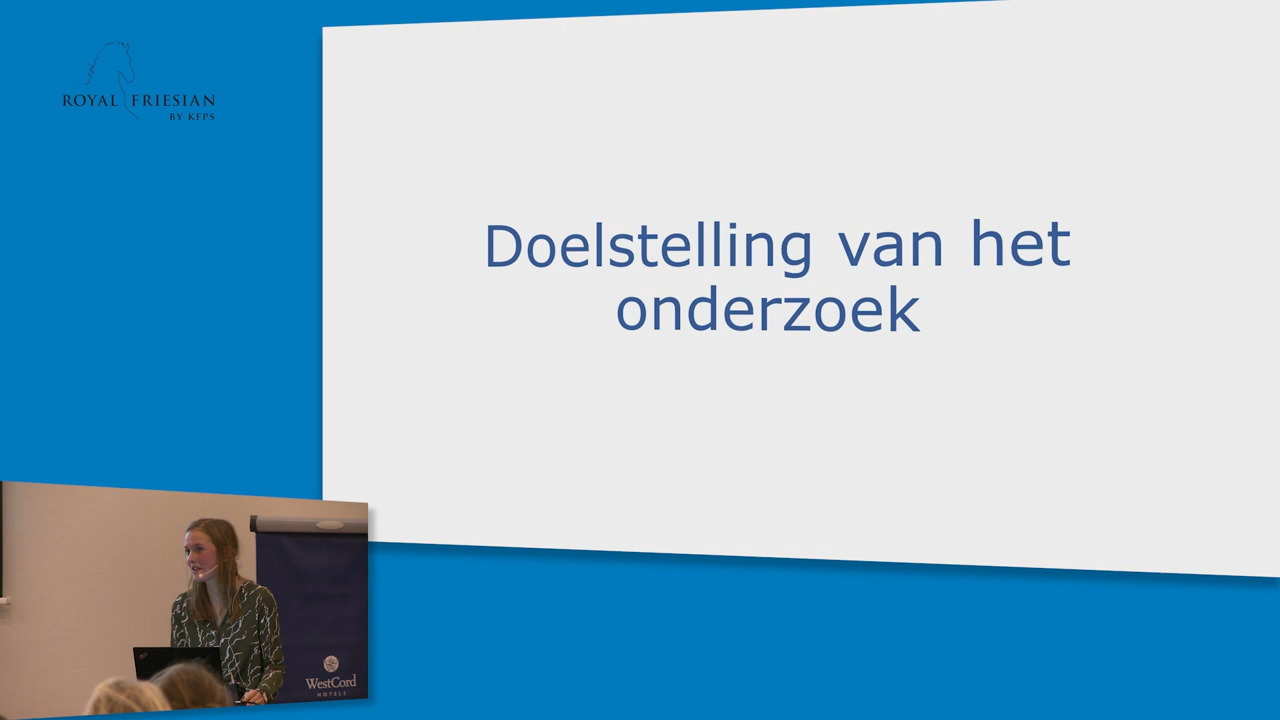 ROYAL FRIESIAN
BY KFPS
Doelstelling van het
onderzoek
WestCord
HOTELS